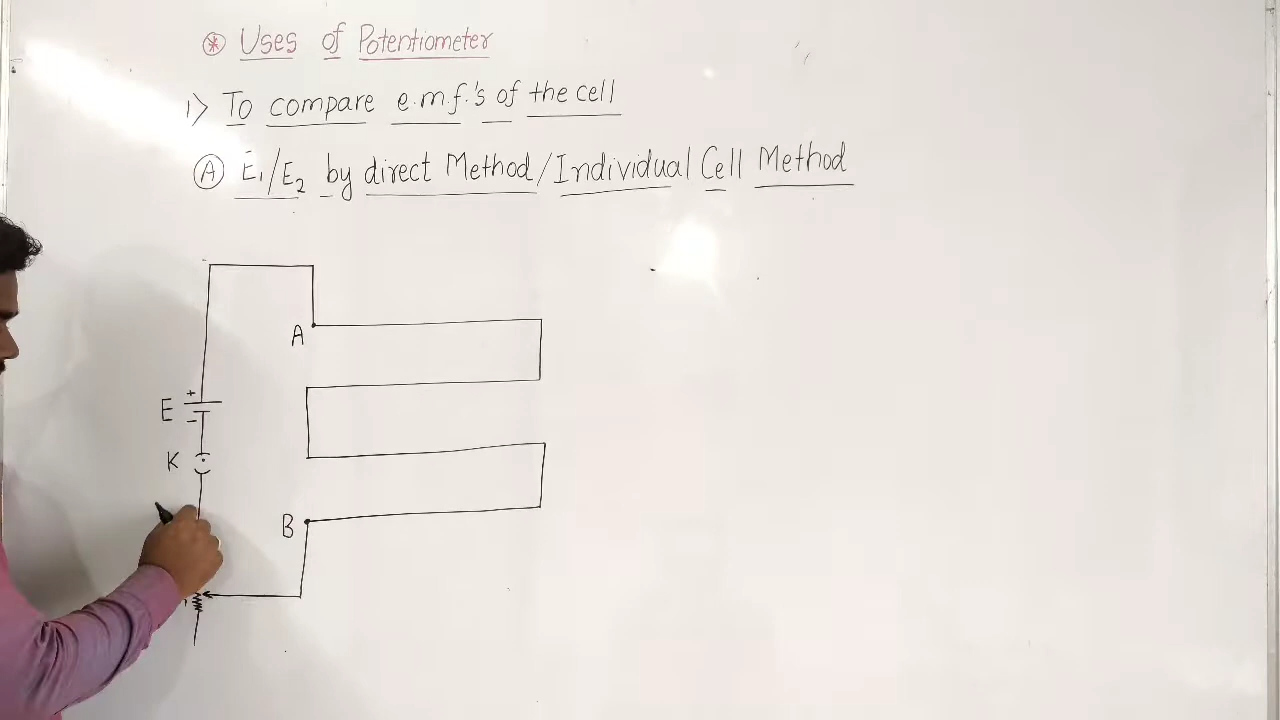 * Uses of Potentiometer
1> To compare e.m.f.'s of the cell
A E₁/E₂ by direct Method/Individual Cell Method
A
+
E
-
K
B